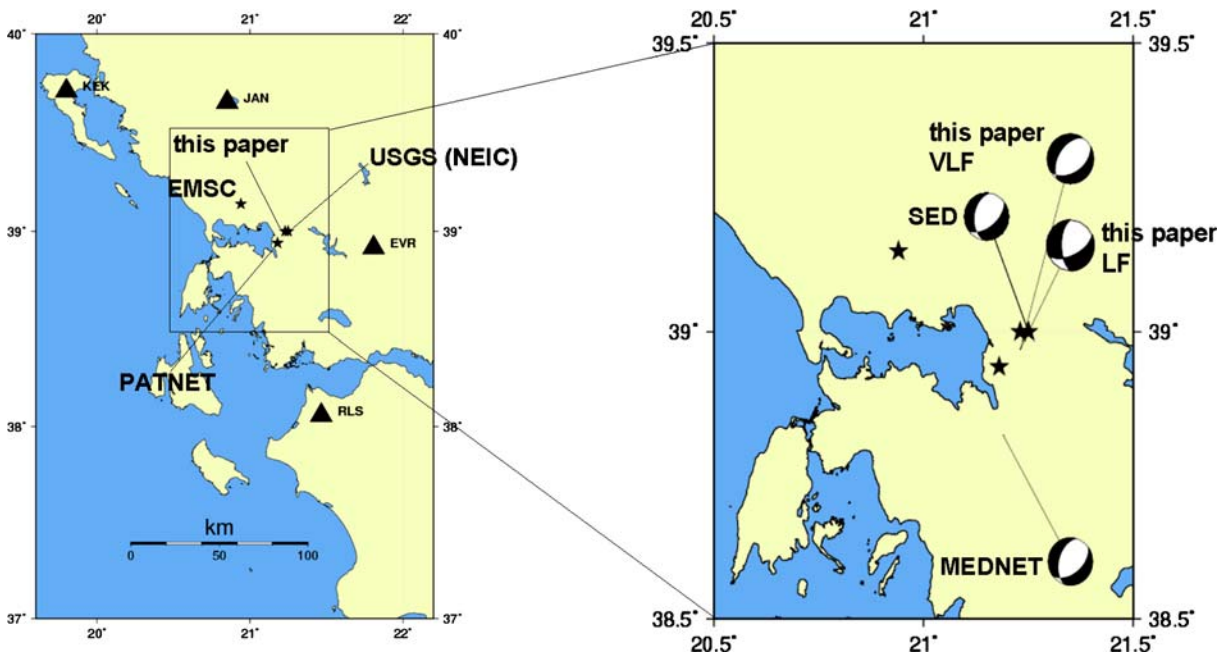 20° 21° 22°
40° 40°
KEK
JAN
this paper
USGS (NEIC)
EMSC
39° 39°
EVR
PATNET
RLS
38° 38°
km
0 50 100
37° 37°
20° 21° 22°
20.5° 21° 21.5°
39.5° 39.5°
this paper
VLF
SED
this paper
LF
39° 39°
MEDNET
38.5° 38.5°
20.5° 21° 21.5°